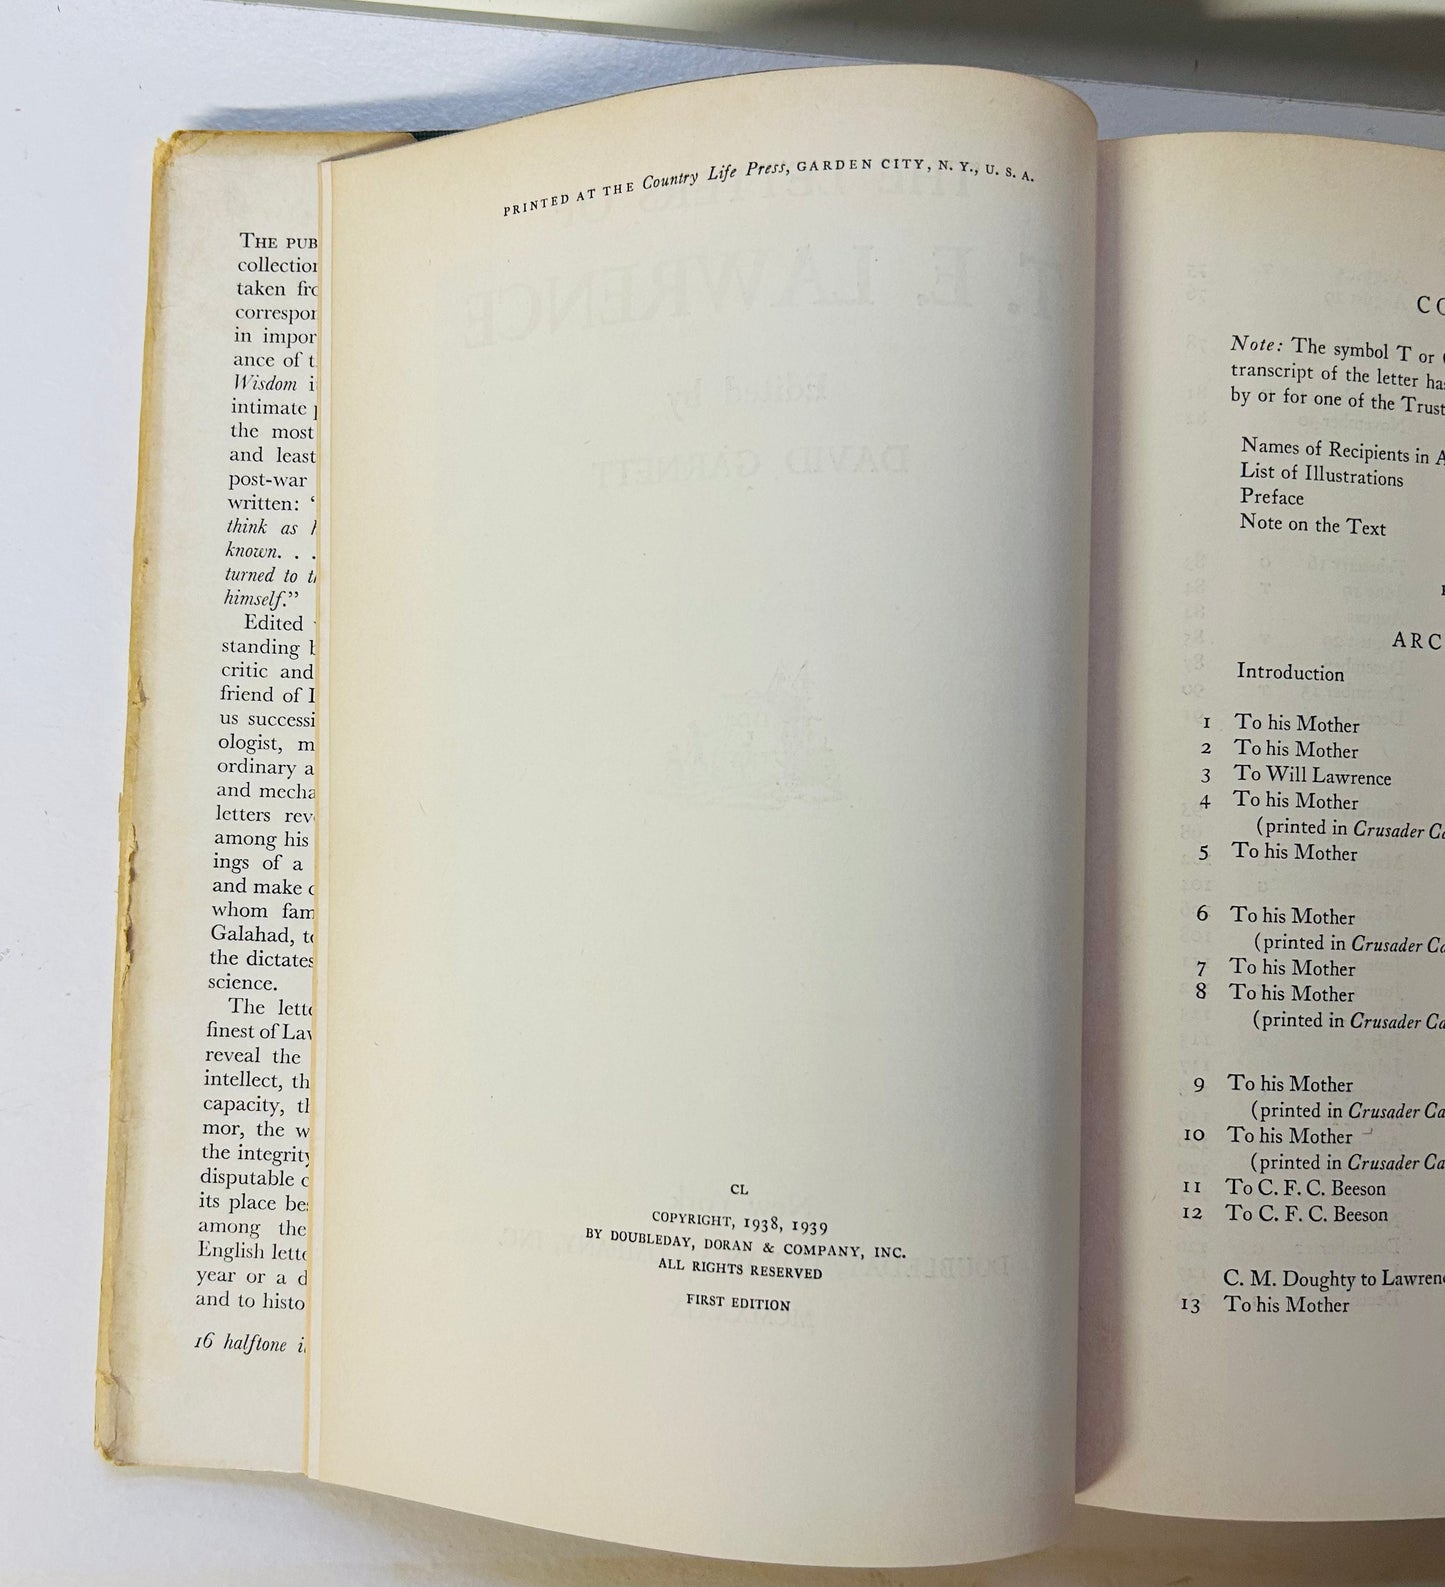 THE PUB
collection
taken fro
correspon
in impor
ance of t
Wisdom i
intimate p
the most
and least
post-war
written: "
think as h
known. . .
turned to th
himself."
Edited
standing b
critic and
friend of L
us successi
ologist, m
ordinary a
and mecha
letters rev
among his
ings of a
and make c
whom fam
Galahad, to
the dictates
science.
The lette
finest of Law
reveal the
intellect, th
capacity, th
mor, the w
the integrity
disputable c
its place be
among the
English lette
year or a d
and to histo
16 halftone i
PRINTED AT THE Country Life Press, GARDEN CITY, N. Y., U. S. A.
CL
COPYRIGHT, 1938, 1939
BY DOUBLEDAY, DORAN & COMPANY, INC.
ALL RIGHTS RESERVED
FIRST EDITION
CO
Note: The symbol T or
transcript of the letter ha
by or for one of the Trust
Names of Recipients in A
List of Illustrations
Preface
Note on the Text
ARC
Introduction
1 To his Mother
2 To his Mother
3 To Will Lawrence
4 To his Mother
(printed in Crusader Ca
5 To his Mother
6 To his Mother
(printed in Crusader Ca
7 To his Mother
8 To his Mother
(printed in Crusader Ca
9 To his Mother
(printed in Crusader Ca
10 To his Mother
(printed in Crusader Ca
11 To C. F. C. Beeson
12 To C. F. C. Beeson
C. M. Doughty to Lawren
13 To his Mother